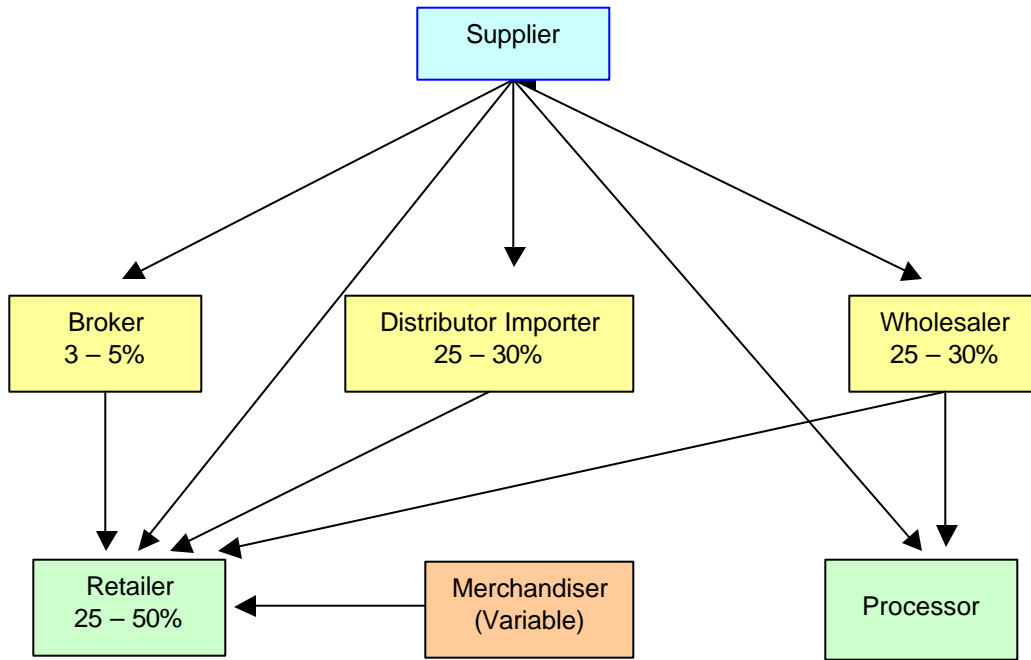 Supplier
Broker
3 – 5%
Distributor Importer
25 – 30%
Wholesaler
25 – 30%
Retailer
25 – 50%
Merchandiser
(Variable)
Processor